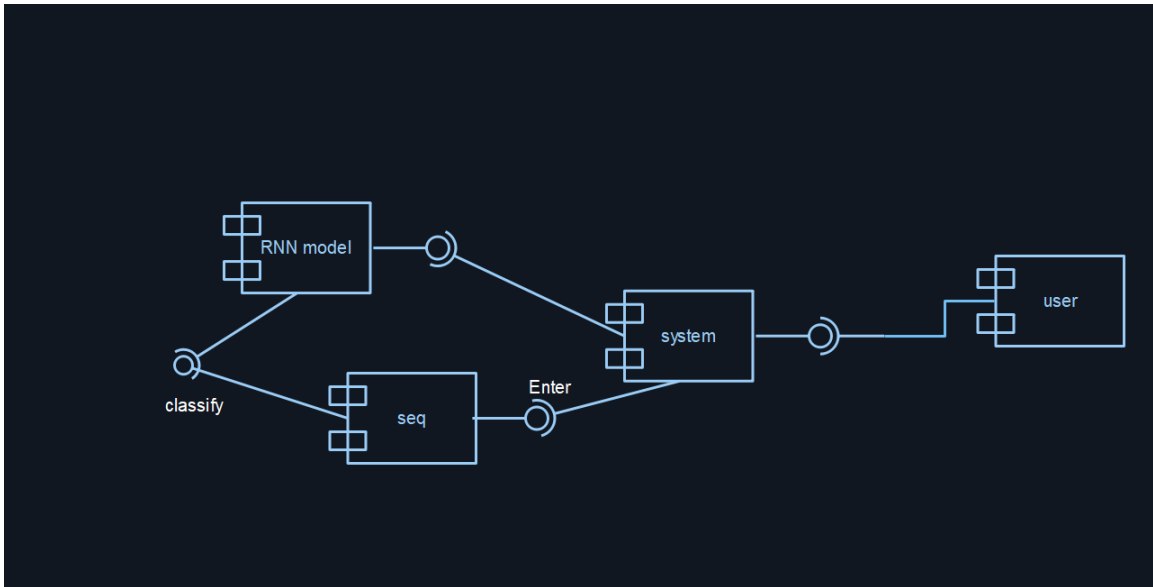 RNN model
system
user
Enter
classify
seq